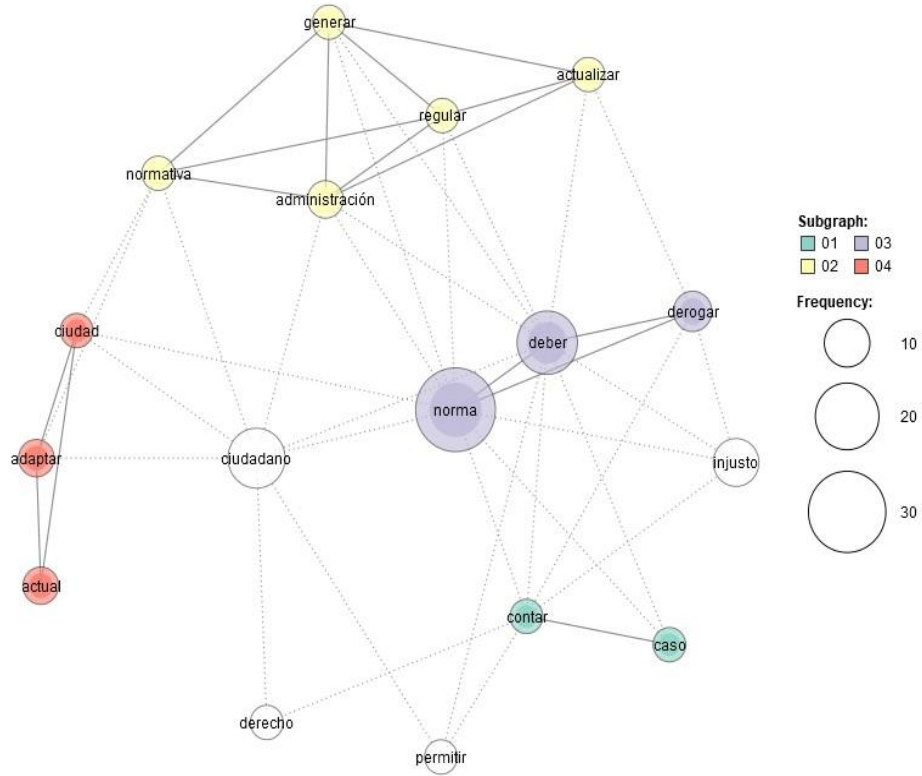 generar
actualizar
regular
normativa
administración
Subgraph:
01 03
02 04
Frequency:
10
20
30
ciudad
derogar
deber
norma
adaptar
ciudadano
injusto
actual
contar
caso
derecho
permitir